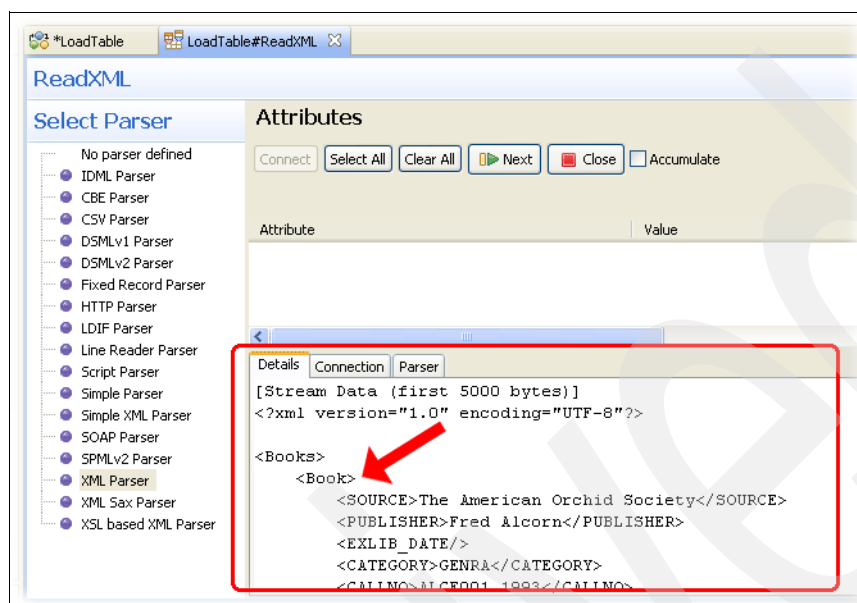 *LoadTable LoadTable#ReadXML
ReadXML
Select Parser
No parser defined
IDML Parser
CBE Parser
CSV Parser
DSMLv1 Parser
DSMLv2 Parser
Fixed Record Parser
HTTP Parser
LDIF Parser
Line Reader Parser
Script Parser
Simple Parser
Simple XML Parser
SOAP Parser
SPMLv2 Parser
XML Parser
XML Sax Parser
XSL based XML Parser
Attributes
Connect Select All Clear All Next Close Accumulate
Attribute Value
Details Connection Parser
[Stream Data (first 5000 bytes)]
<?xml version="1.0" encoding="UTF-8"?>
<Books>
<Book>
<SOURCE>The American Orchid Society</SOURCE>
<PUBLISHER>Fred Alcorn</PUBLISHER>
<EXLIB_DATE/>
<CATEGORY>GENRA</CATEGORY>
<CALLNO>ALCF001 1993</CALLNO>